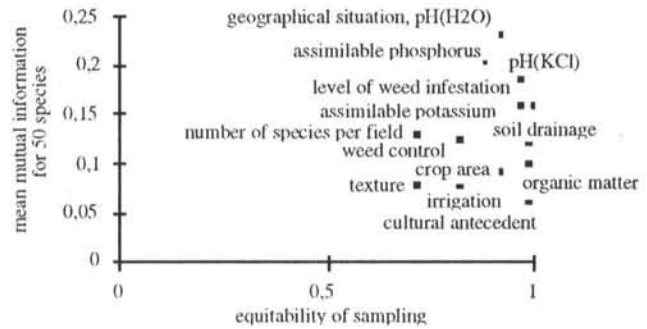 mean mutual information
for 50 species
0,25
0,2
0,15
0,1
0,05
0
geographical situation, pH(H2O)
assimilable phosphorus
pH(KCl)
level of weed infestation
assimilable potassium
number of species per field
soil drainage
weed control
crop area
texture
organic matter
irrigation
cultural antecedent
0
0,5
1
equitability of sampling